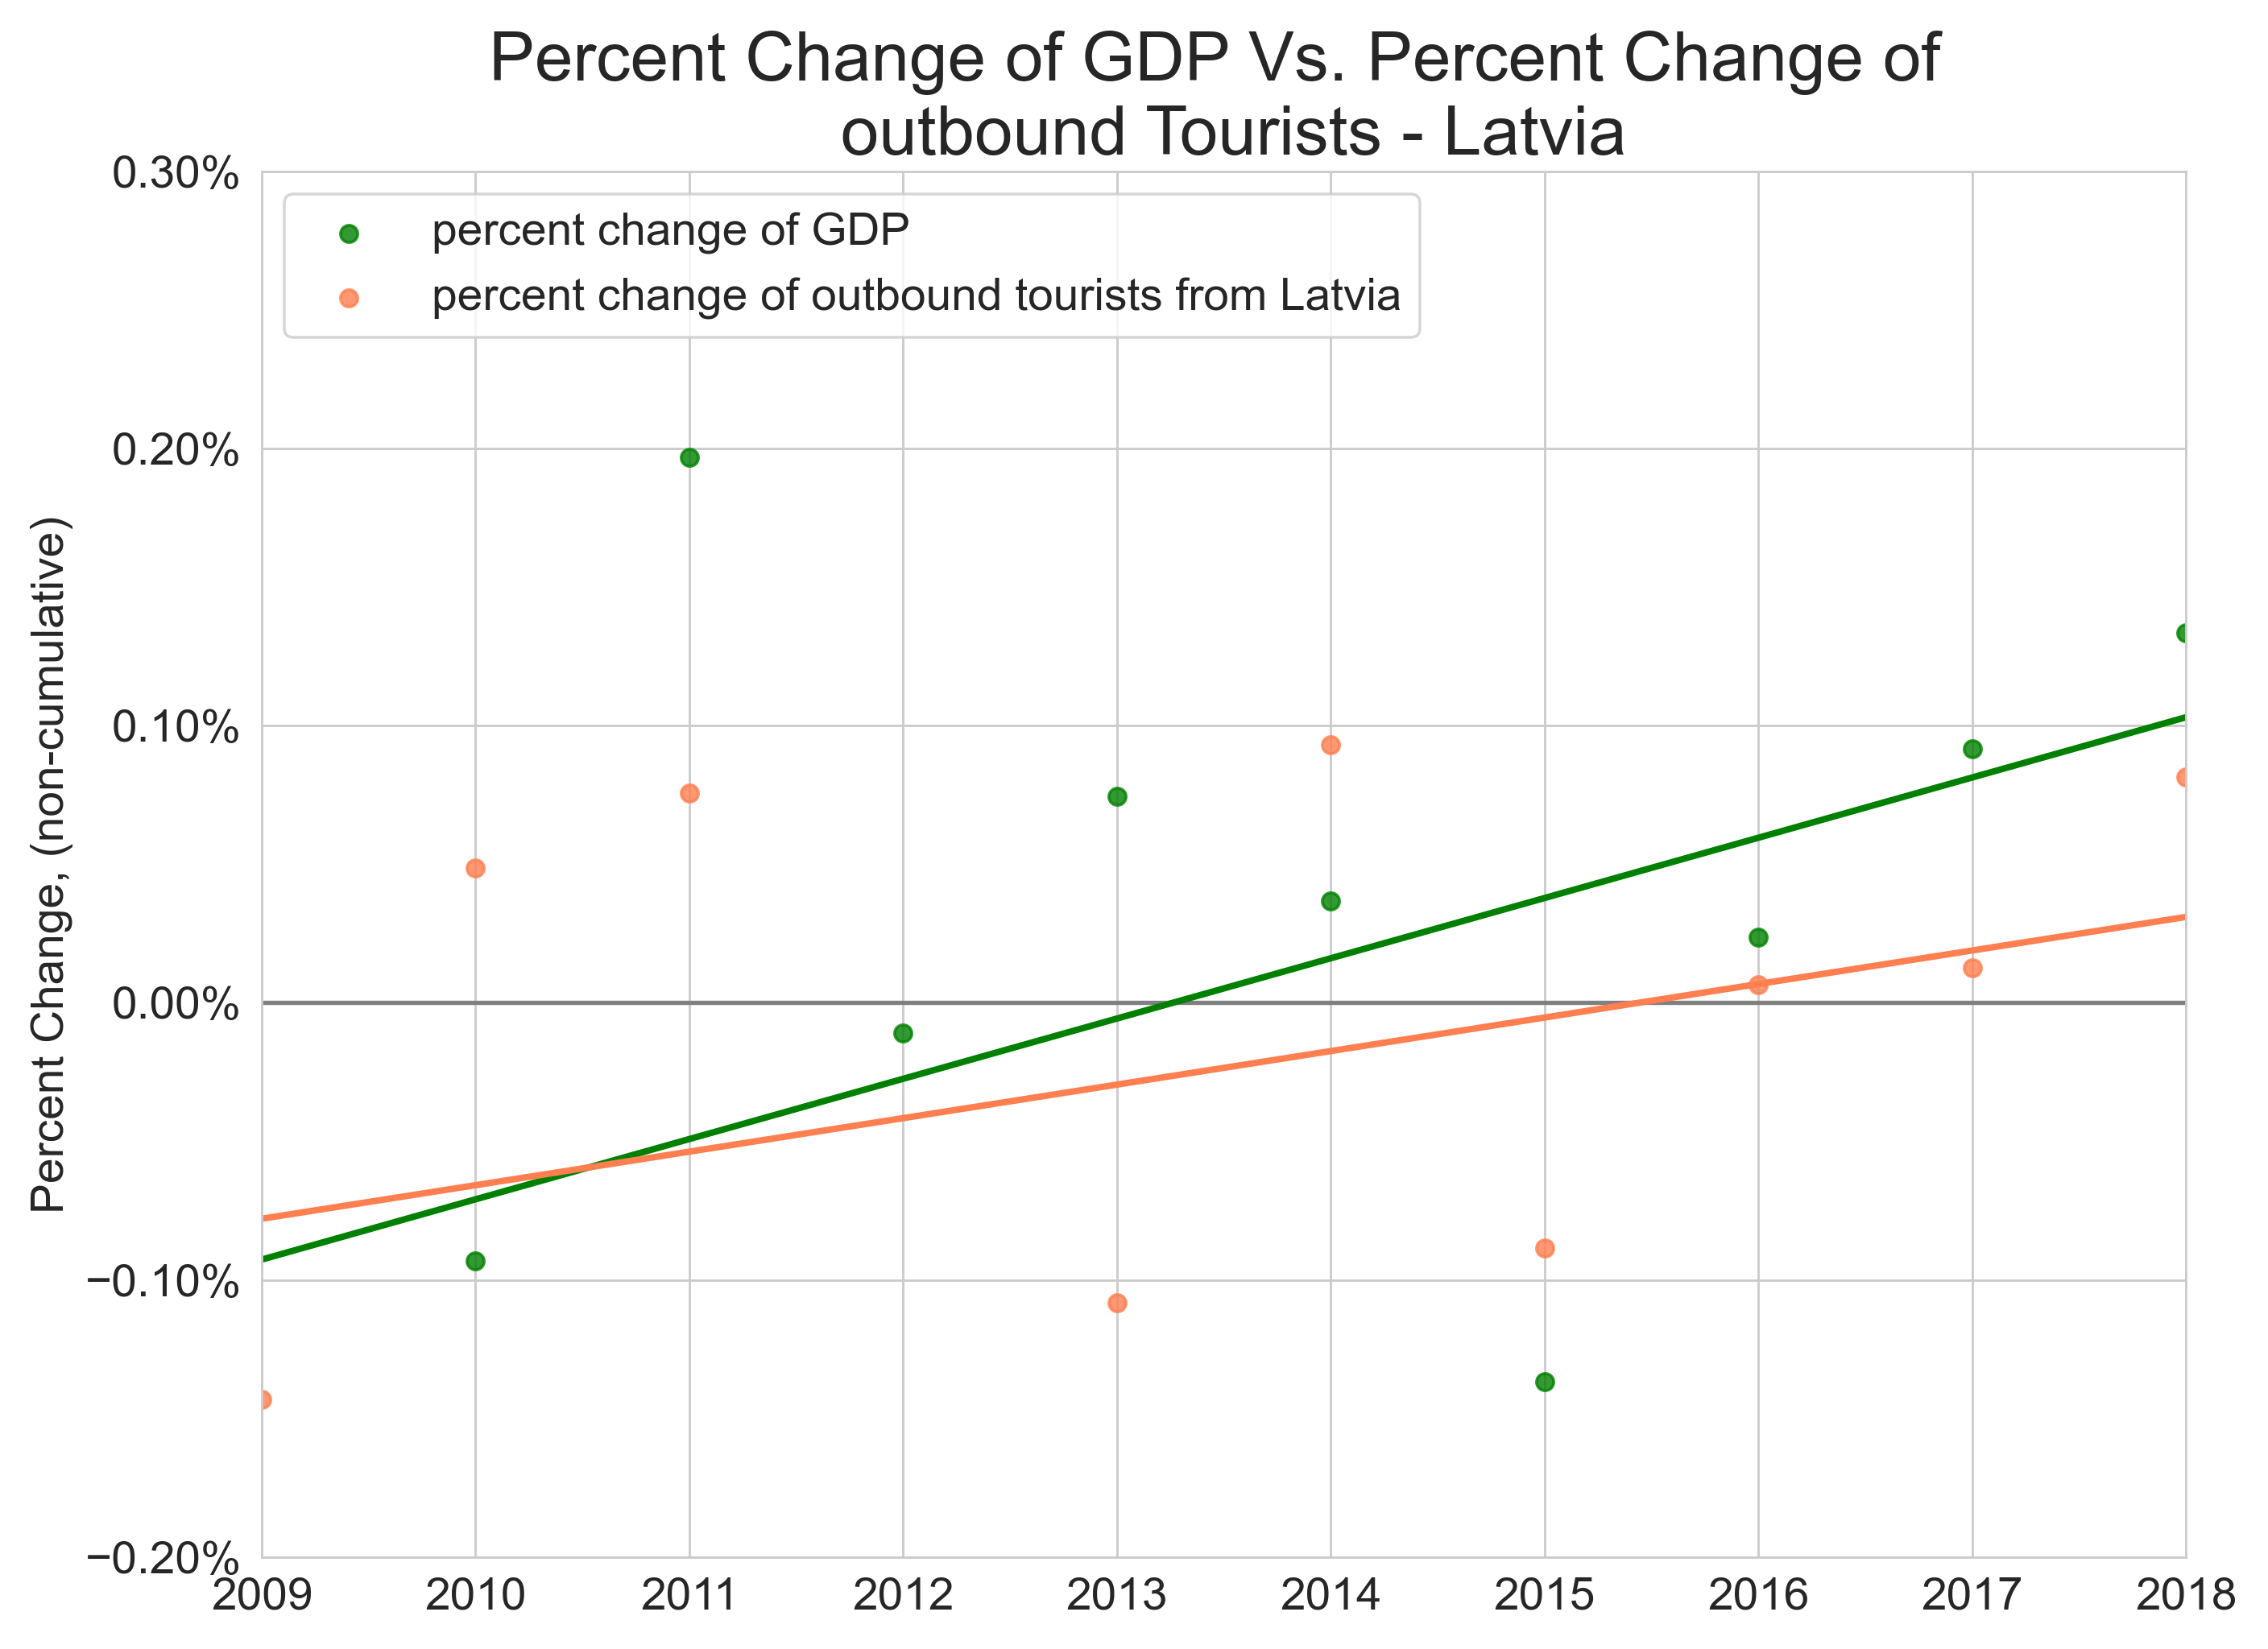 Percent Change of GDP Vs. Percent Change of
outbound Tourists - Latvia
percent change of GDP
percent change of outbound tourists from Latvia
Percent Change, (non-cumulative)
0.30%
0.20%
0.10%
0.00%
−0.10%
−0.20%
2009 2010 2011 2012 2013 2014 2015 2016 2017 2018